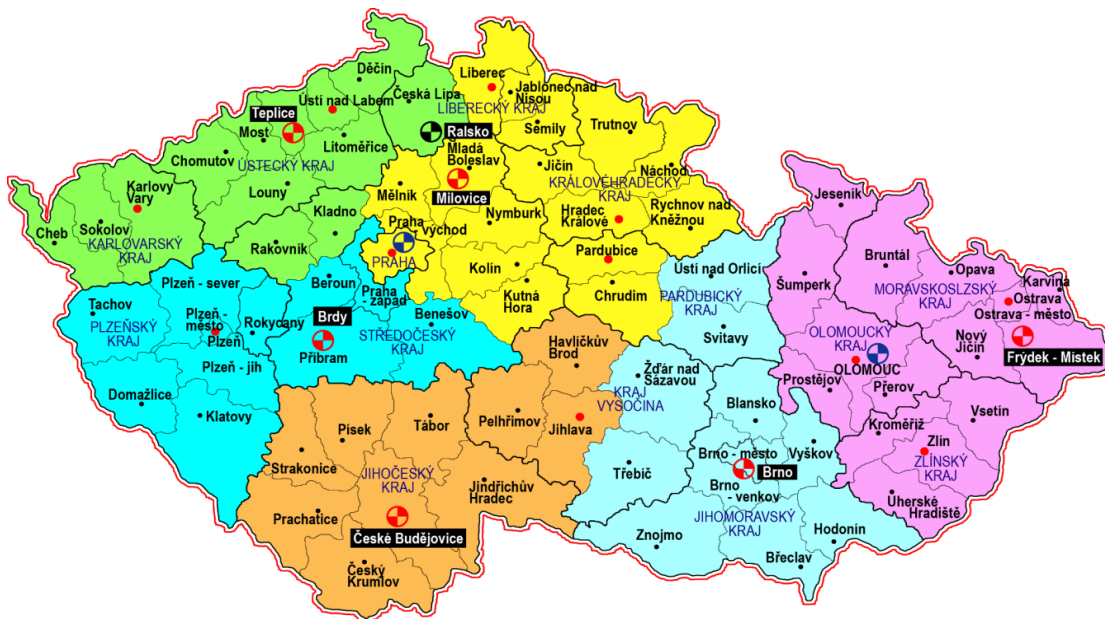 Děčín
Liberec
Česká Lípa
Jablonec nad
Nisou
Ústí nad Labem
LIBERECKÝ KRAJ
Teplice
Trutnov
Semily
Ralsko
Most
Litoměřice
Mladá
Boleslav
Chomutov
ÚSTECKÝ KRAJ
Jičín
Náchod
KRÁLOVÉHRADECKÝ
KRAJ
Karlovy
Vary
Louny
Mělník
Milovice
Jeseník
Kladno
Nymburk
Hradec
Králové
Rychnov nad
Kněžnou
Praha
- východ
Sokolov
Cheb
KARLOVARSKÝ
KRAJ
Rakovník
PRAHA
Pardubice
Bruntál
Opava
Kolín
Ústí nad Orlicí
Šumperk
Plzeň - sever
Beroun
Praha
- západ
Kutná
Hora
Chrudim
PARDUBICKÝ
KRAJ
MORAVSKOSLZSKÝ
KRAJ
Karviná
Ostrava
Ostrava - město
Tachov
PLZEŇSKÝ
KRAJ
Plzeň -
město
Plzeň
Rokycany
Brdy
Příbram
Benešov
STŘEDOČESKÝ
KRAJ
Svitavy
OLOMOUCKÝ
KRAJ
OLOMOUC
Nový
Jičín
Frýdek - Místek
Plzeň - jih
Havlíčkův
Brod
Žďár nad
Sázavou
Prostějov
Přerov
Domažlice
Klatovy
KRAJ
VYSOČINA
Blansko
Vsetín
Písek
Tábor
Pelhřimov
Jihlava
Kroměříž
Zlín
ZLÍNSKÝ
KRAJ
Strakonice
JIHOČESKÝ
KRAJ
Třebíč
Brno - město
Brno
Vyškov
Jindřichův
Hradec
Brno
- venkov
Uherské
Hradiště
Prachatice
České Budějovice
JIHOMORAVSKÝ
KRAJ
Znojmo
Hodonín
Český
Krumlov
Břeclav